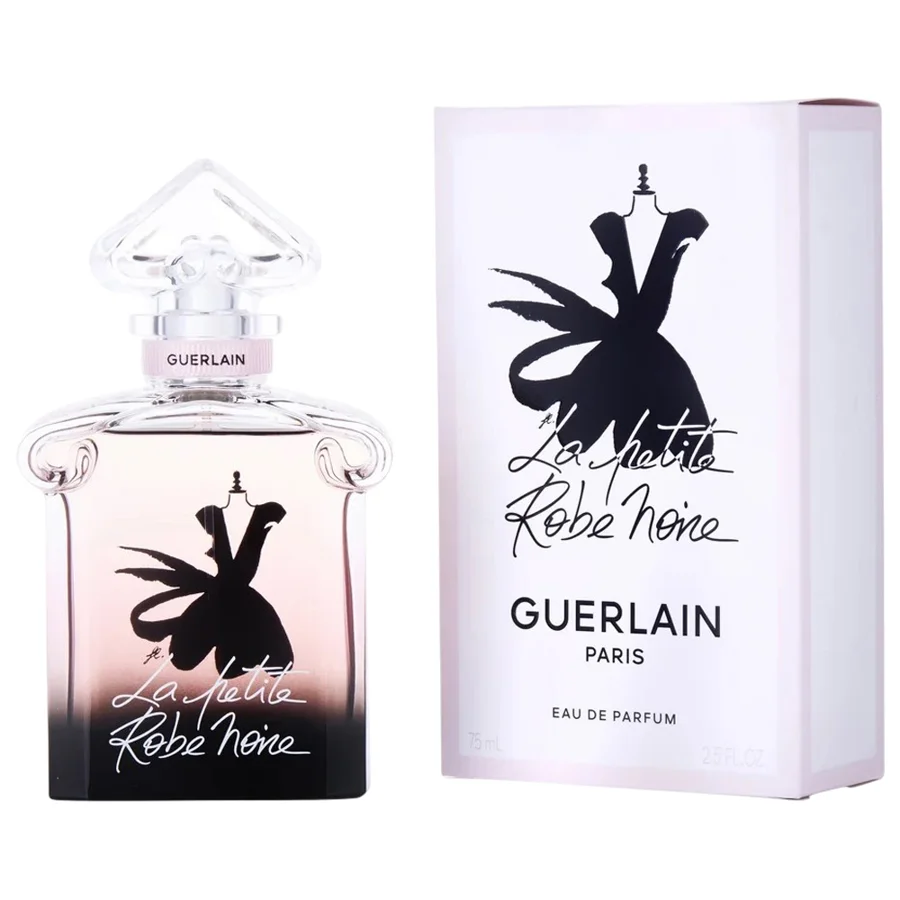 GUERLAIN
La petite
Robe Noire
La petite
Robe Noire
GUERLAIN
PARIS
EAU DE PARFUM
75 mL
2.5 FL.OZ